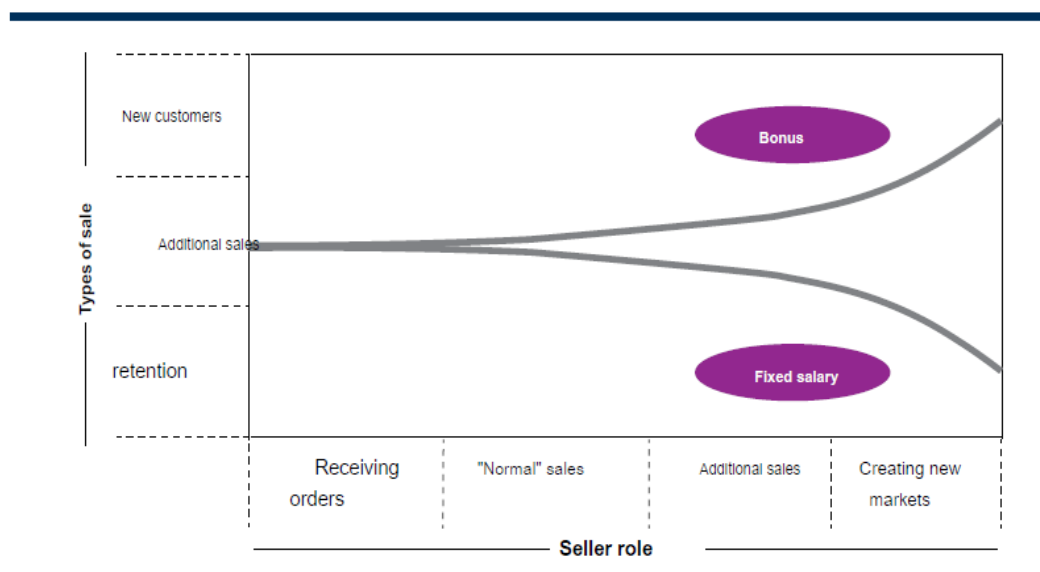 New customers
Bonus
Types of sale
Additional sales
retention
Fixed salary
Receiving
orders
"Normal" sales
Additional sales
Creating new
markets
Seller role